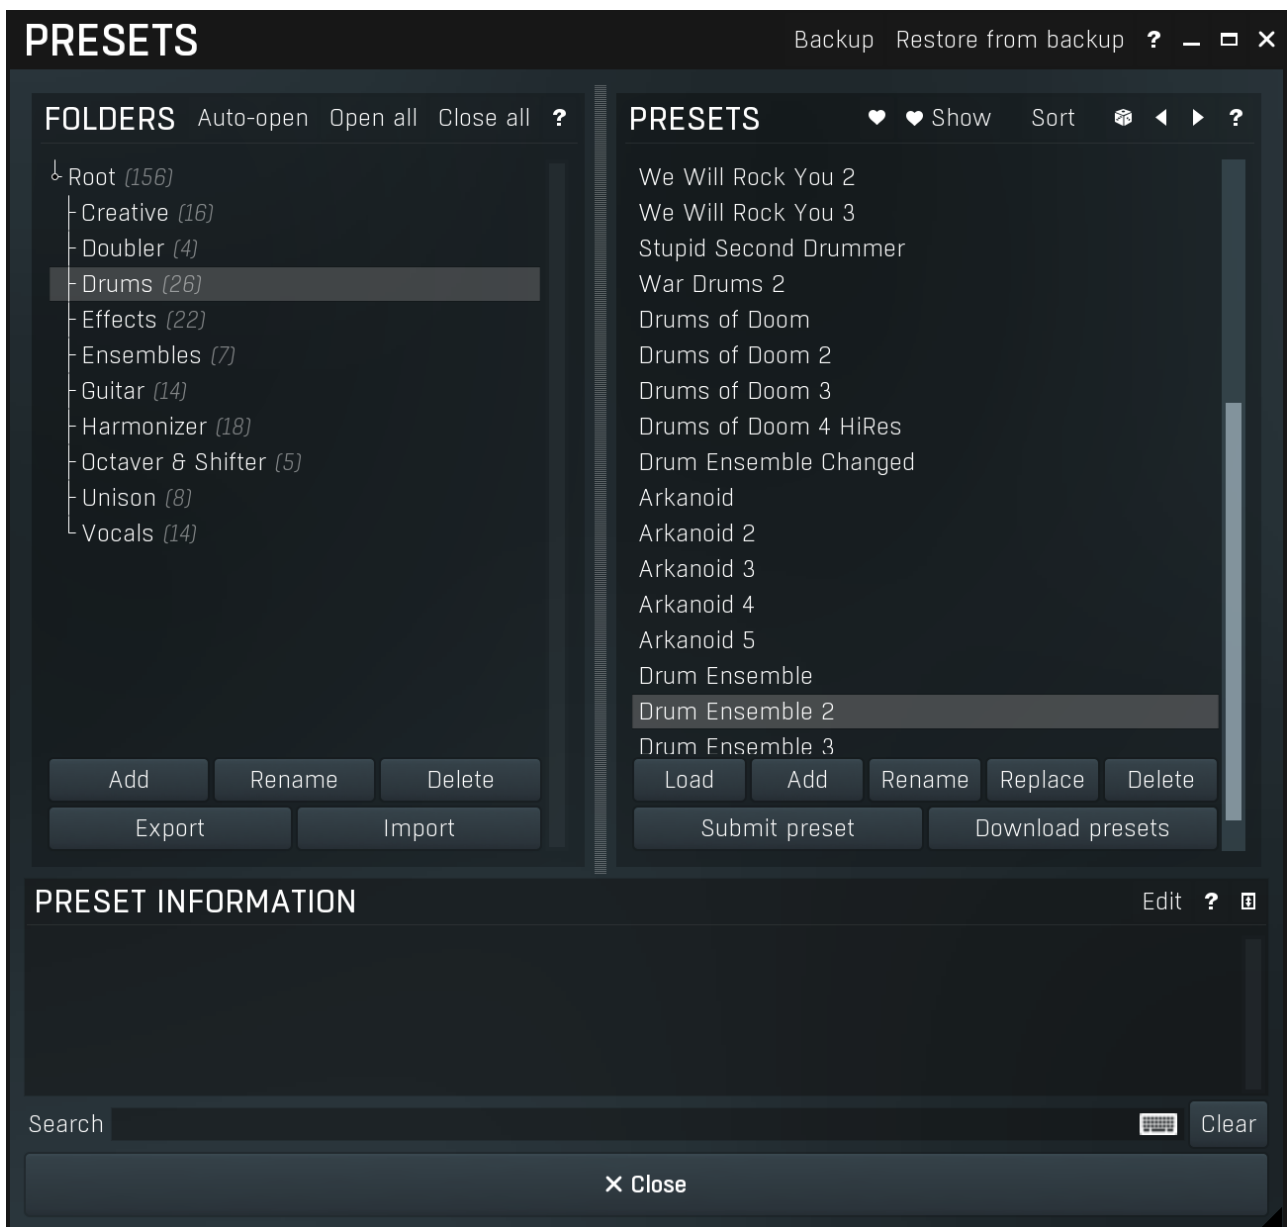 PRESETS Backup Restore from backup ?
FOLDERS Auto-open Open all Close all ?
Root (156)
Creative (16)
Doubler (4)
Drums (26)
Effects (22)
Ensembles (7)
Guitar (14)
Harmonizer (18)
Octaver & Shifter (5)
Unison (8)
Vocals (14)
Add Rename Delete
Export Import
PRESETS Show Sort ?
We Will Rock You 2
We Will Rock You 3
Stupid Second Drummer
War Drums 2
Drums of Doom
Drums of Doom 2
Drums of Doom 3
Drums of Doom 4 HiRes
Drum Ensemble Changed
Arkanoid
Arkanoid 2
Arkanoid 3
Arkanoid 4
Arkanoid 5
Drum Ensemble
Drum Ensemble 2
Drum Ensemble 3
Load Add Rename Replace Delete
Submit preset Download presets
PRESET INFORMATION Edit ?
Search Clear
Close